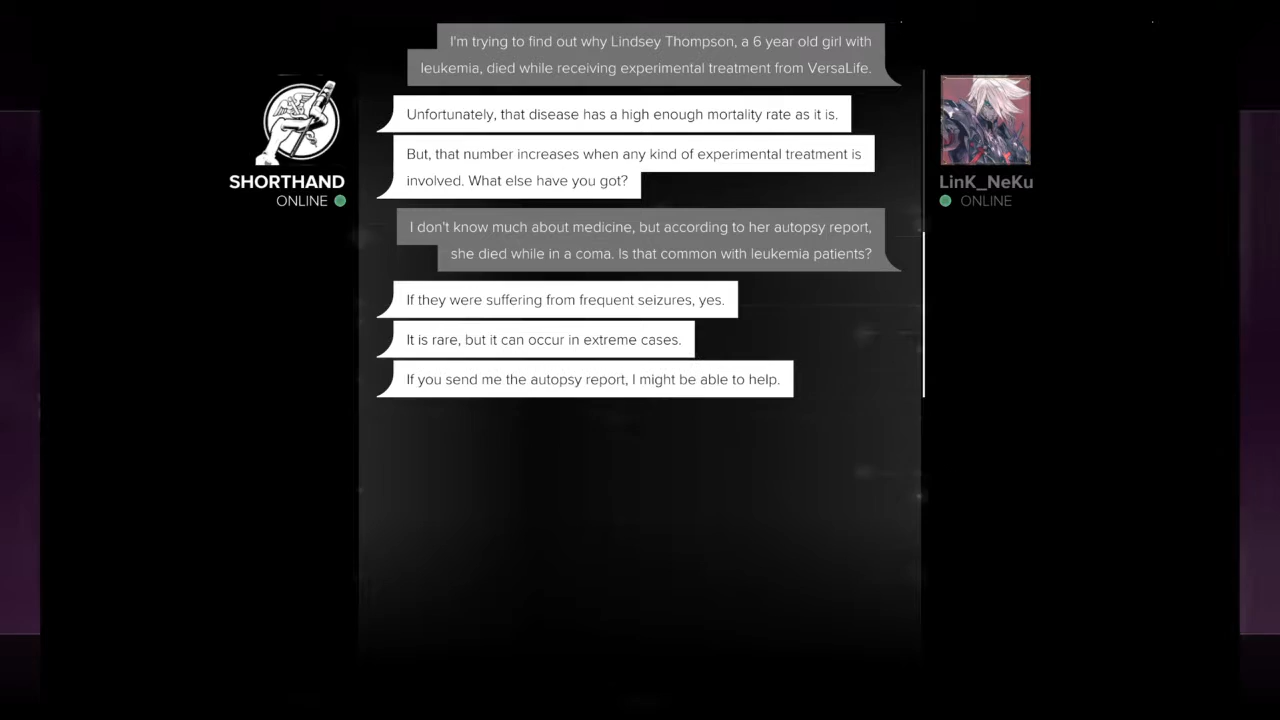 I'm trying to find out why Lindsey Thompson, a 6 year old girl with
leukemia, died while receiving experimental treatment from VersaLife.
Unfortunately, that disease has a high enough mortality rate as it is.
But, that number increases when any kind of experimental treatment is
involved. What else have you got?
SHORTHAND
ONLINE
LinK_NeKu
ONLINE
I don't know much about medicine, but according to her autopsy report,
she died while in a coma. Is that common with leukemia patients?
If they were suffering from frequent seizures, yes.
It is rare, but it can occur in extreme cases.
If you send me the autopsy report, I might be able to help.